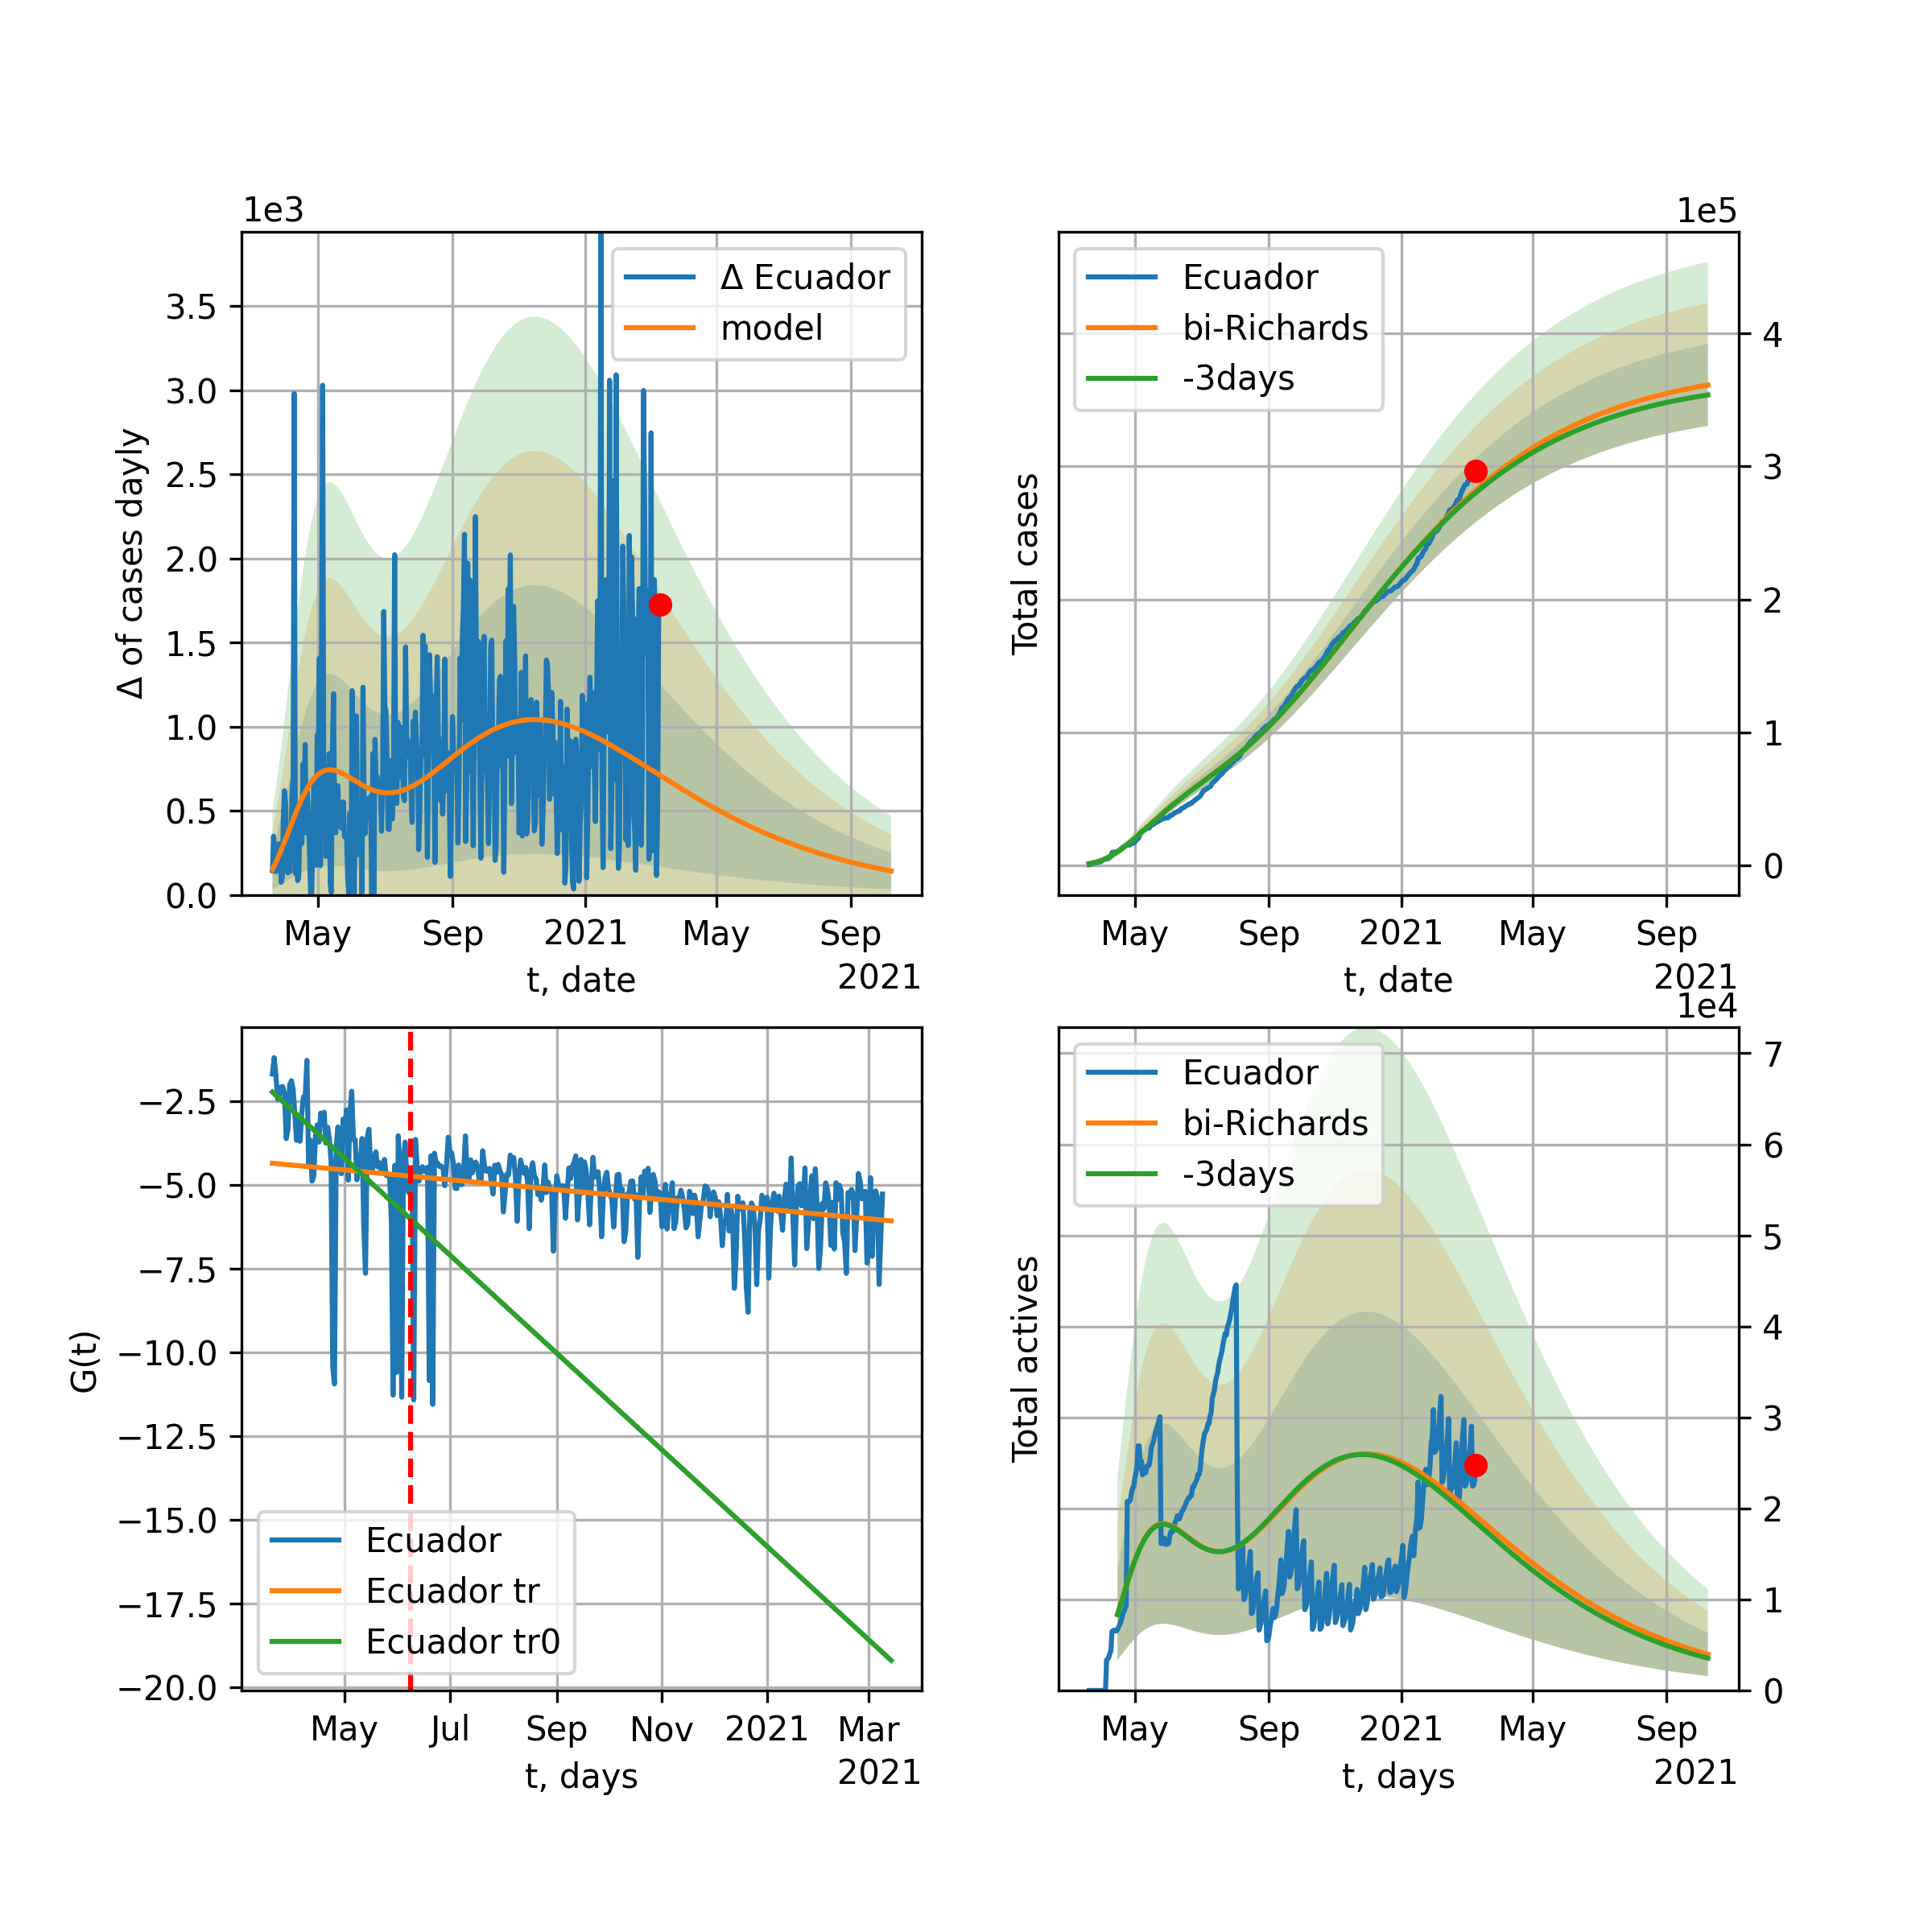 1e3
Δ of cases dayly
3.5
3.0
2.5
2.0
1.5
1.0
0.5
0.0
Δ Ecuador
model
May Sep 2021 May Sep
2021
t, date
1e5
Total cases
Ecuador
bi-Richards
-3days
4
3
2
1
0
May Sep 2021 May Sep
2021
t, date
G(t)
−2.5
−5.0
−7.5
−10.0
−12.5
−15.0
−17.5
−20.0
Ecuador
Ecuador tr
Ecuador tr0
May Jul Sep Nov 2021 Mar
2021
t, days
1e4
Total actives
Ecuador
bi-Richards
-3days
7
6
5
4
3
2
1
0
May Sep 2021 May Sep
2021
t, days